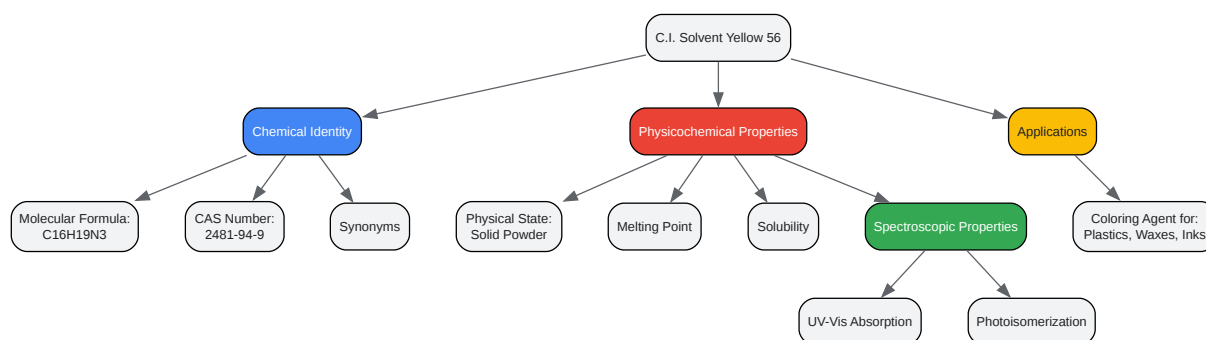 C.I. Solvent Yellow 56
Chemical Identity
Physicochemical Properties
Applications
Molecular Formula:
C16H19N3
CAS Number:
2481-94-9
Synonyms
Physical State:
Solid Powder
Melting Point
Solubility
Spectroscopic Properties
Coloring Agent for:
Plastics, Waxes, Inks
UV-Vis Absorption
Photoisomerization